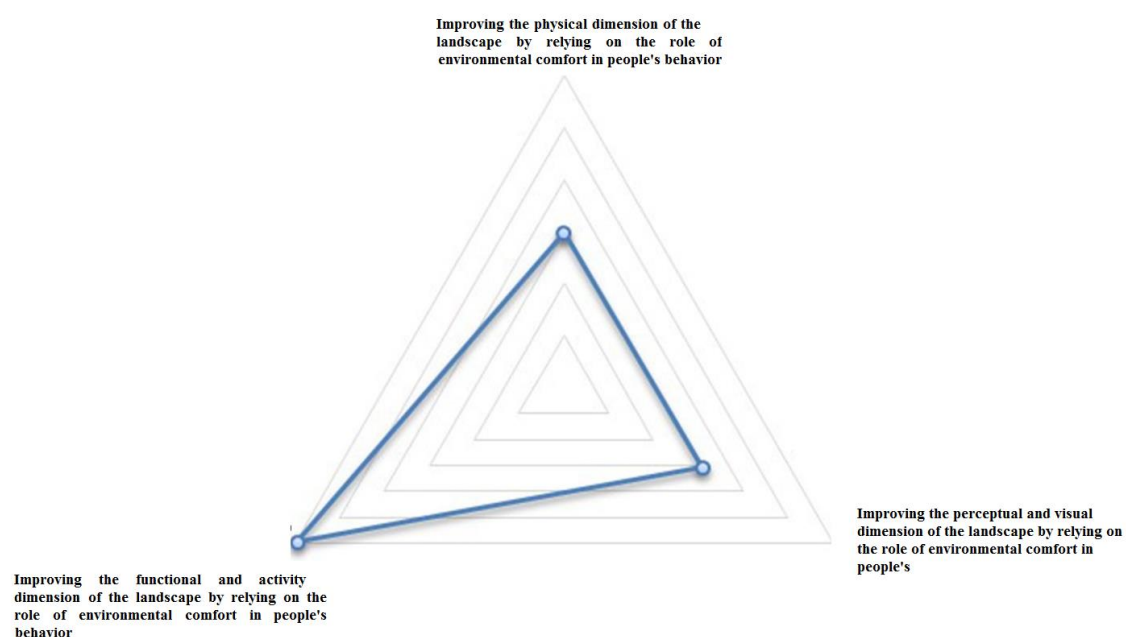 Improving the physical dimension of the
landscape by relying on the role of
environmental comfort in people's behavior
Improving the perceptual and visual
dimension of the landscape by relying on
the role of environmental comfort in
people's
Improving the functional and activity
dimension of the landscape by relying on the
role of environmental comfort in people's
behavior